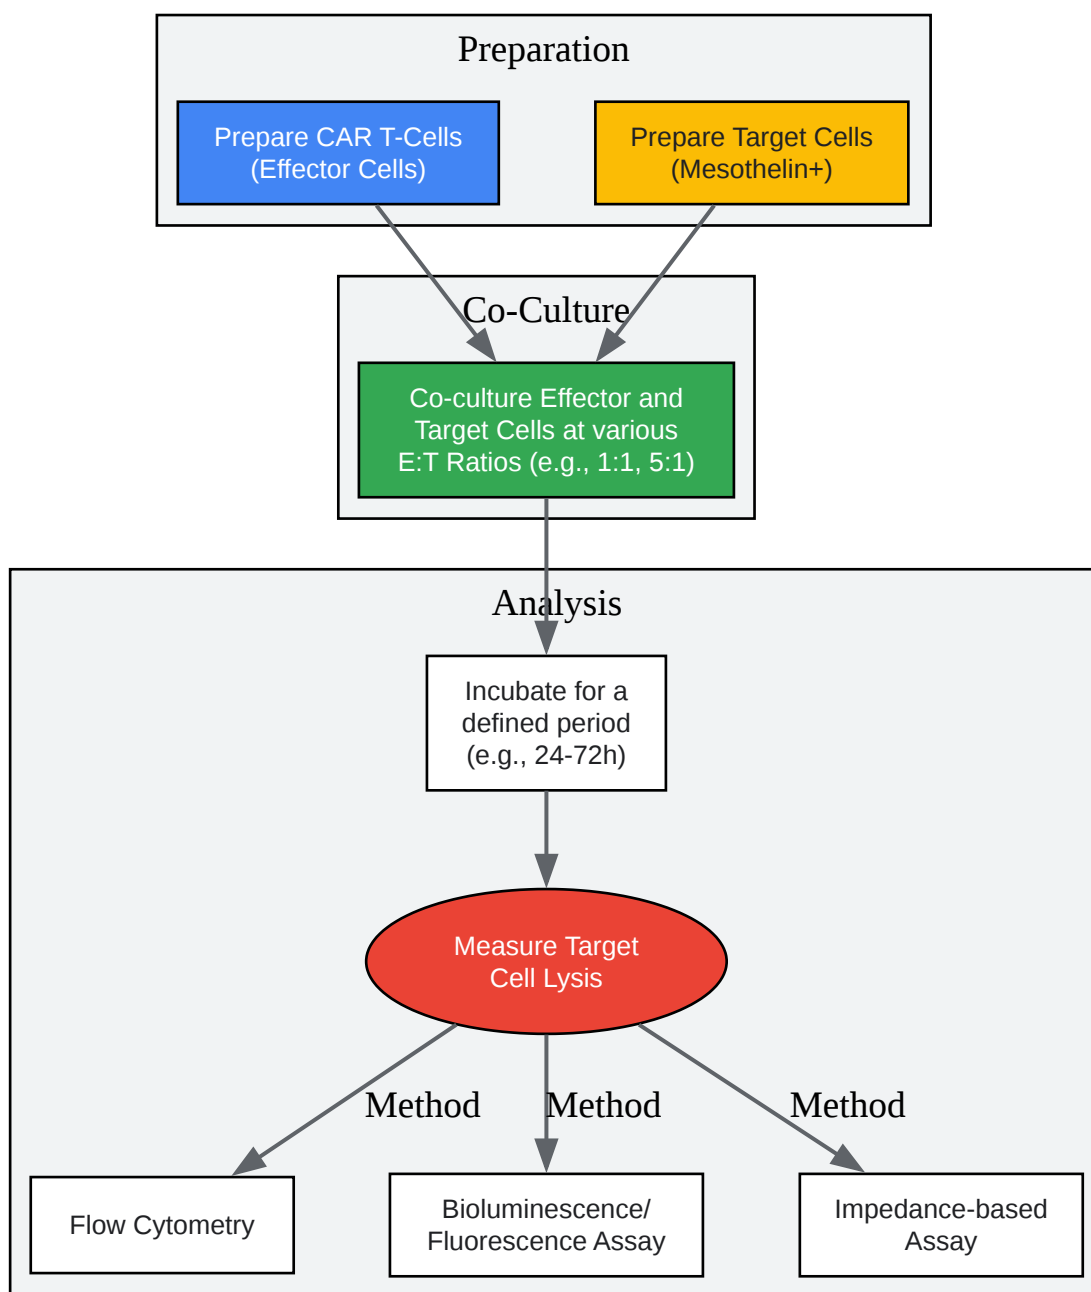 Preparation
Prepare CAR T-Cells
(Effector Cells)
Prepare Target Cells
(Mesothelin+)
Co-Culture
Co-culture Effector and
Target Cells at various
E:T Ratios (e.g., 1:1, 5:1)
Analysis
Incubate for a
defined period
(e.g., 24-72h)
Measure Target
Cell Lysis
Method
Method
Method
Flow Cytometry
Bioluminescence/
Fluorescence Assay
Impedance-based
Assay